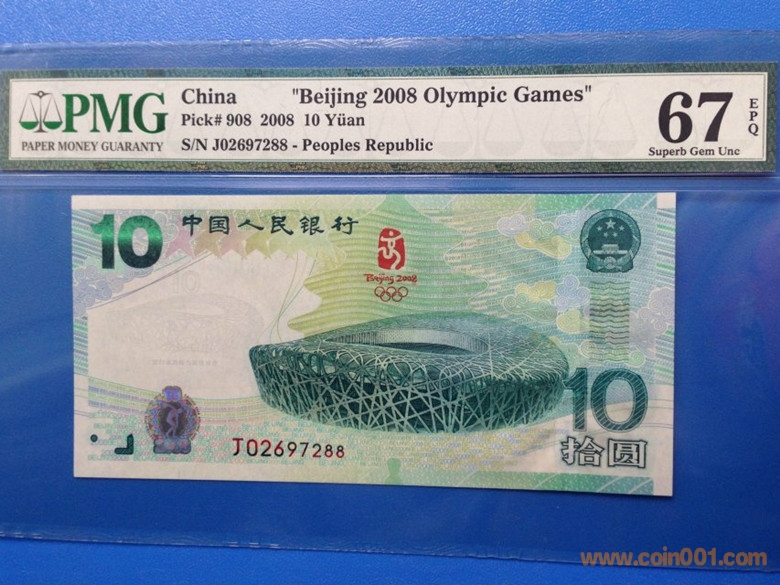 PMG
PAPER MONEY GUARANTY
China "Beijing 2008 Olympic Games"
Pick# 908 2008 10 Yüan
S/N J02697288 - Peoples Republic
67
EPQ
Superb Gem Unc
10 中国人民银行
Beijing 2008
J02697288
10
拾圆
www.coin001.com